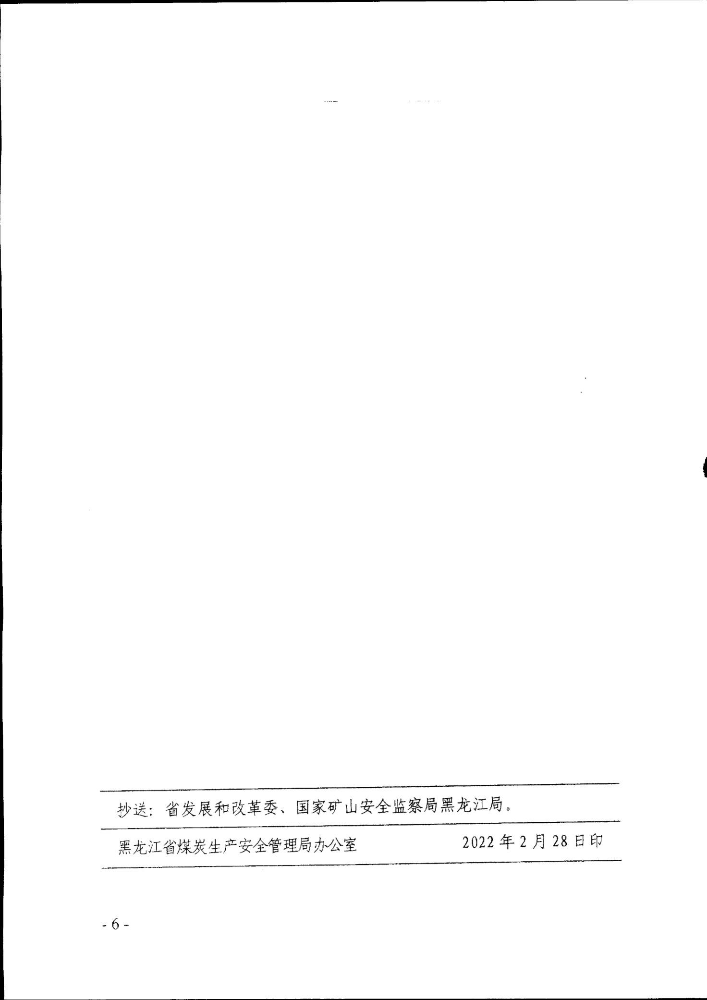 抄送：省发展和改革委、国家矿山安全监察局黑龙江局。
黑龙江省煤炭生产安全管理局办公室 2022年2月28日印
- 6 -